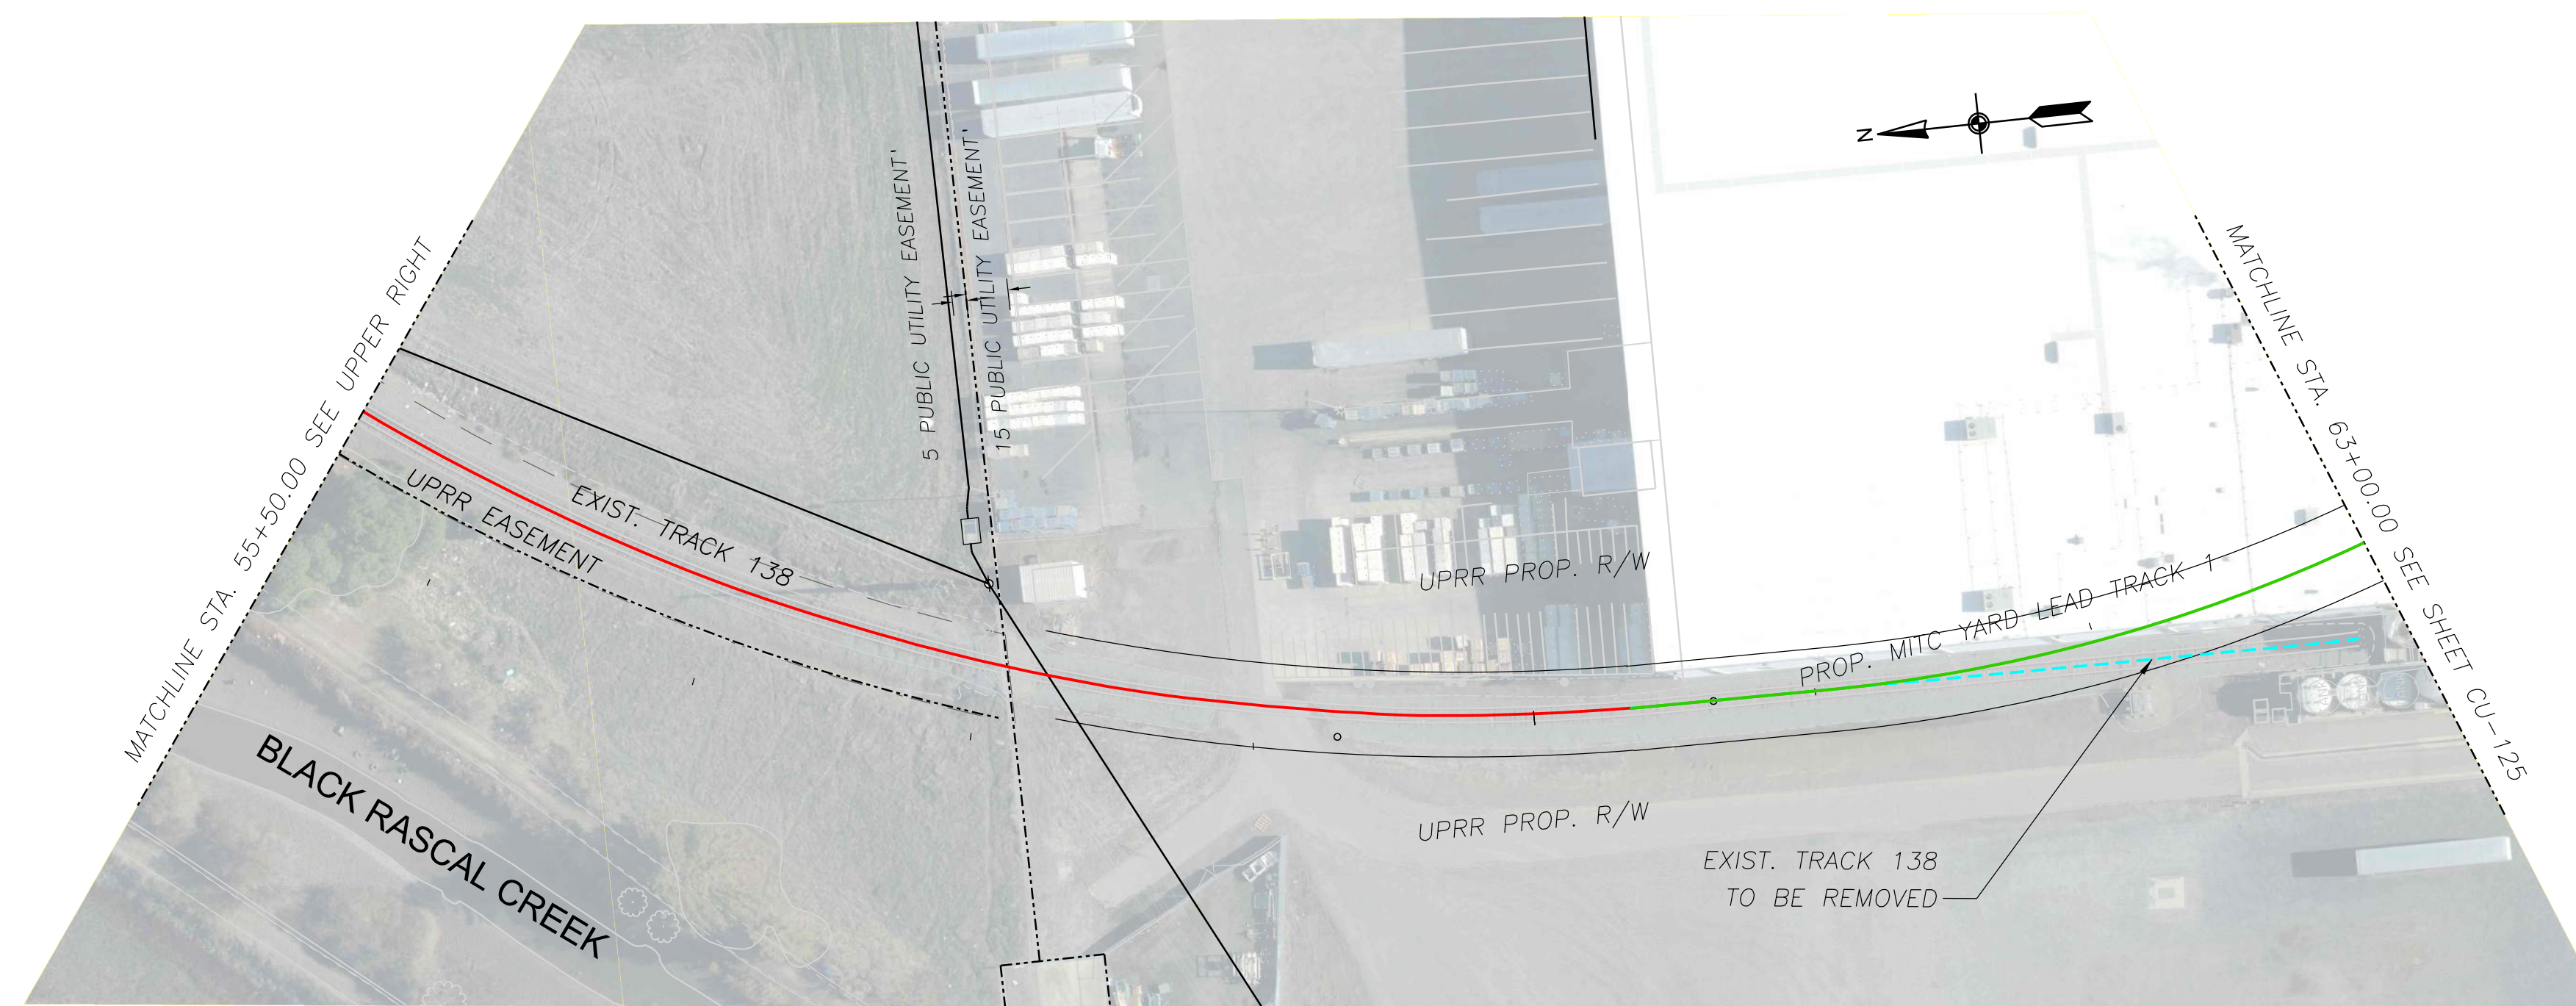 N
MATCHLINE STA. 55+50.00 SEE UPPER RIGHT
5 PUBLIC UTILITY EASEMENT'
15 PUBLIC UTILITY EASEMENT'
MATCHLINE STA. 63+00.00 SEE SHEET CU-125
EXIST. TRACK 138
UPRR EASEMENT
UPRR PROP. R/W
PROP. MITC YARD LEAD TRACK 1
BLACK RASCAL CREEK
UPRR PROP. R/W
EXIST. TRACK 138
TO BE REMOVED